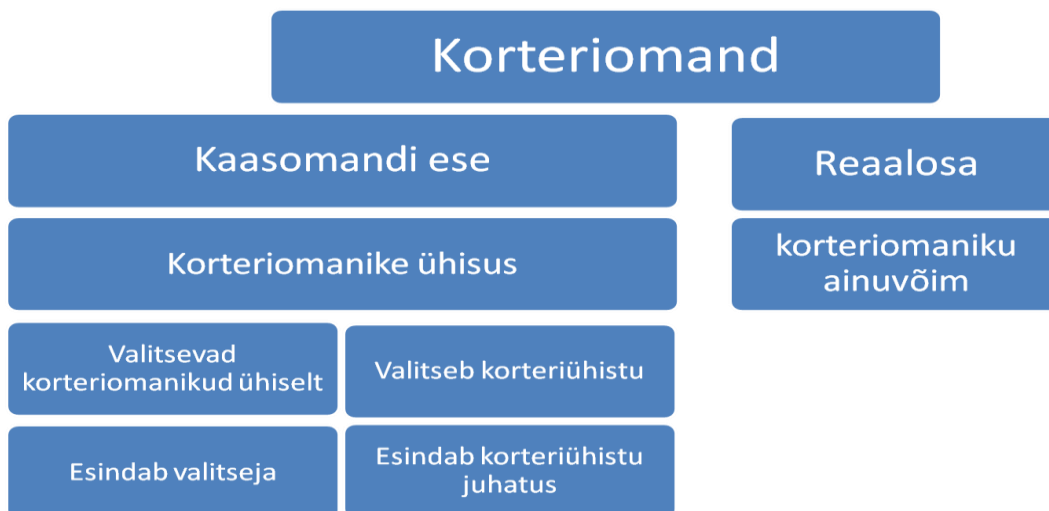 Korteriomand
Kaasomandi ese
Reaalosa
Korteriomanike ühisus
korteriomaniku
ainuvõim
Valitsevad
korteriomanikud ühiselt
Valitseb korteriühistu
Esindab valitseja
Esindab korteriühistu
juhatus